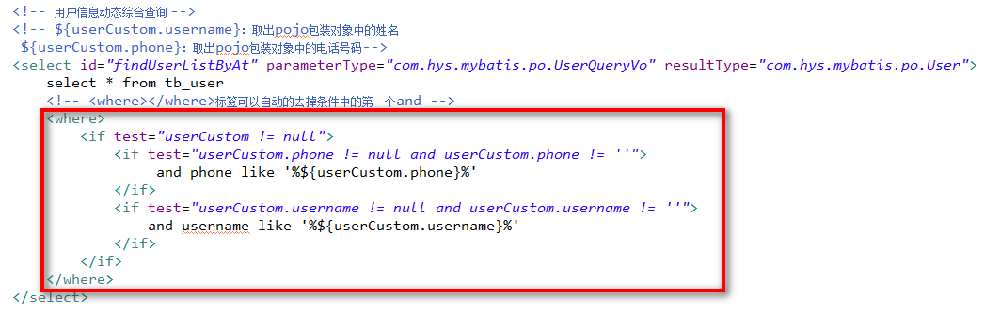 <!-- 用户信息动态综合查询 -->
<!-- ${userCustom.username}：取出pojo包装对象中的姓名
${userCustom.phone}：取出pojo包装对象中的电话号码-->
<select id="findUserListByAt" parameterType="com.hys.mybatis.po.UserQueryVo" resultType="com.hys.mybatis.po.User">
select * from tb_user
<!-- <where></where>标签可以自动的去掉条件中的第一个and -->
<where>
<if test="userCustom != null">
<if test="userCustom.phone != null and userCustom.phone != ''">
and phone like '%${userCustom.phone}%'
</if>
<if test="userCustom.username != null and userCustom.username != ''">
and username like '%${userCustom.username}%'
</if>
</if>
</where>
</select>